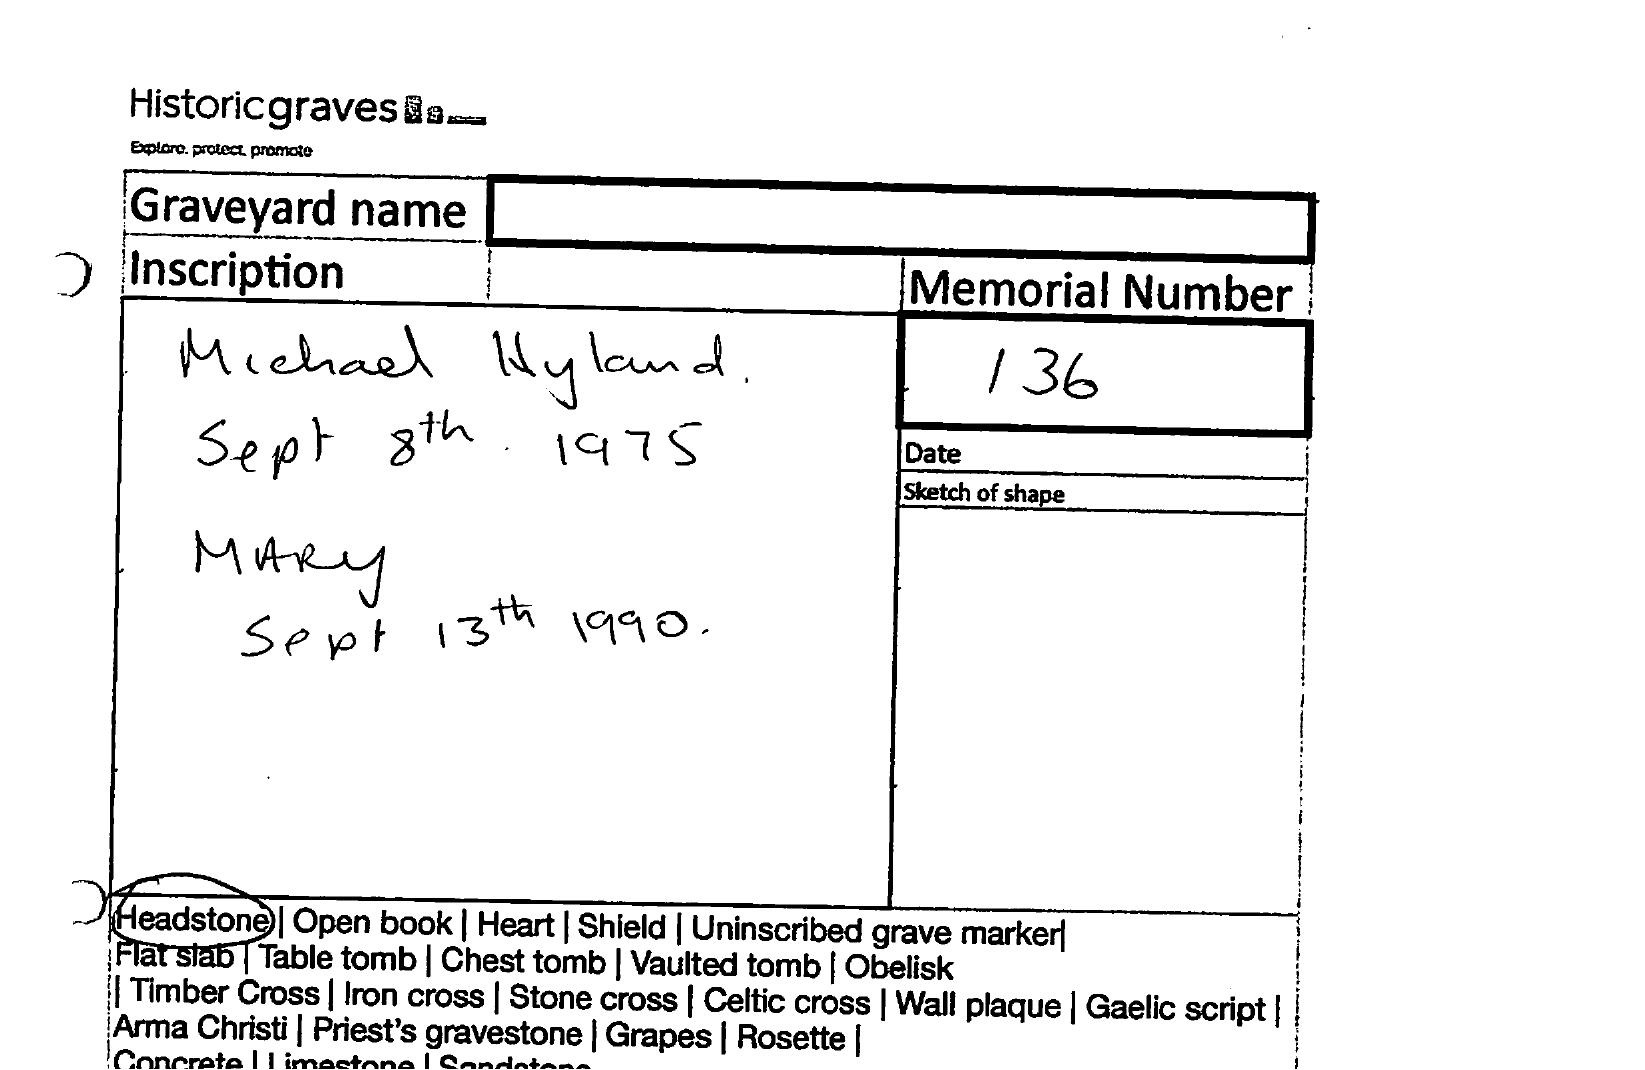 Historicgraves
Explore. protect. promote
Graveyard name
Inscription
Memorial Number
Michael Hyland.
Sept 8th. 1975
MARy
Sept 13th 1990.
136
Date
Sketch of shape
Headstone | Open book | Heart | Shield | Uninscribed grave marker|
Flat slab | Table tomb | Chest tomb | Vaulted tomb | Obelisk
| Timber Cross | Iron cross | Stone cross | Celtic cross | Wall plaque | Gaelic script |
Arma Christi | Priest's gravestone | Grapes | Rosette |
Concrete | Limestone | Sandstone